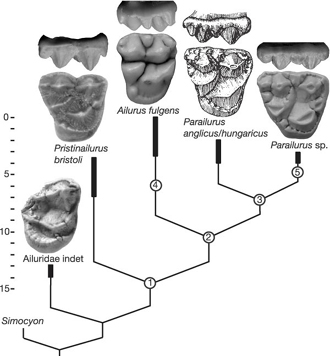 Ailurus fulgens
Parailurus
anglicus/hungaricus
Parailurus sp.
Pristinailurus
bristoli
Ailuridae indet
Simocyon
0
5
10
15
1
2
3
4
5